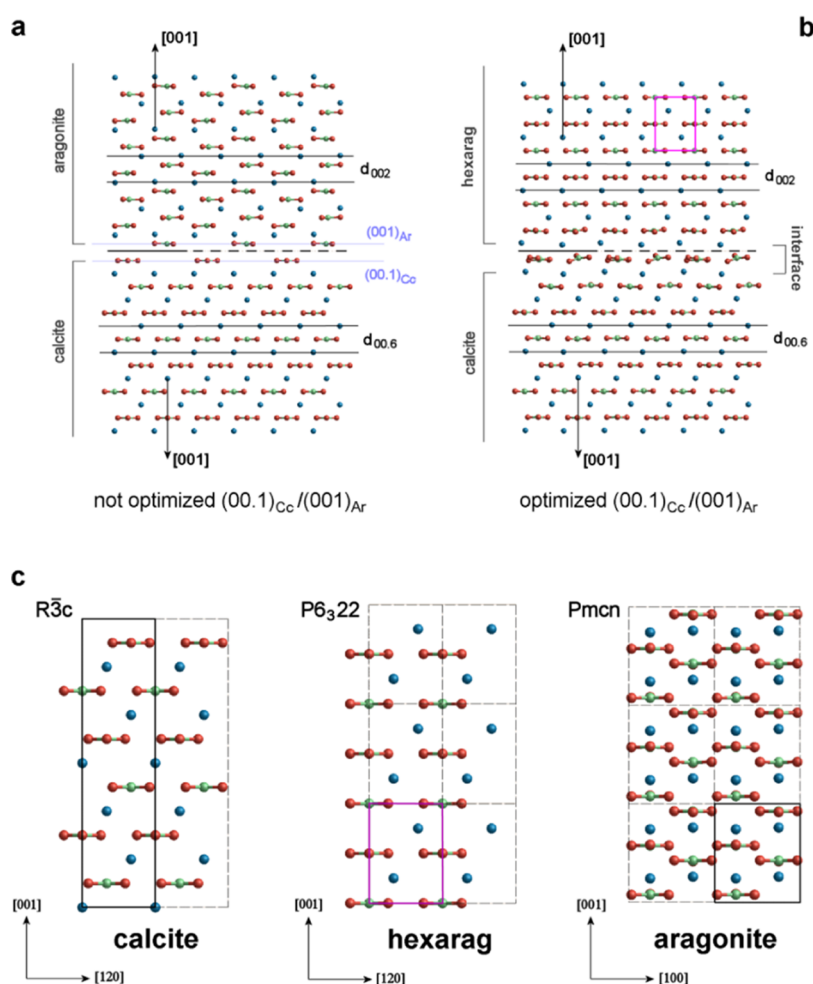 a
b
[001]
[001]
aragonite
hexarag
d002
d002
(001)Ar
(00.1)Cc
interface
calcite
calcite
d00.6
d00.6
[001]
[001]
not optimized (00.1)Cc/(001)Ar
optimized (00.1)Cc/(001)Ar
c
R3̄c
P6₃22
Pmcn
[001]
[001]
[001]
calcite
hexarag
aragonite
[120]
[120]
[100]